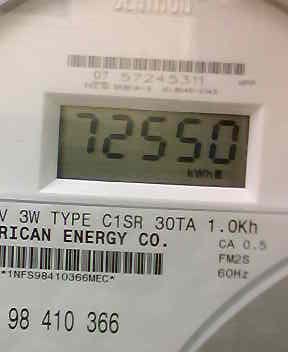 07 57245311
72550
kWh
V 3W TYPE C1SR 30TA 1.0Kh
RICAN ENERGY CO.
CA 0.5
FM2S
60Hz
*1NFS98410366MEC*
98 410 366